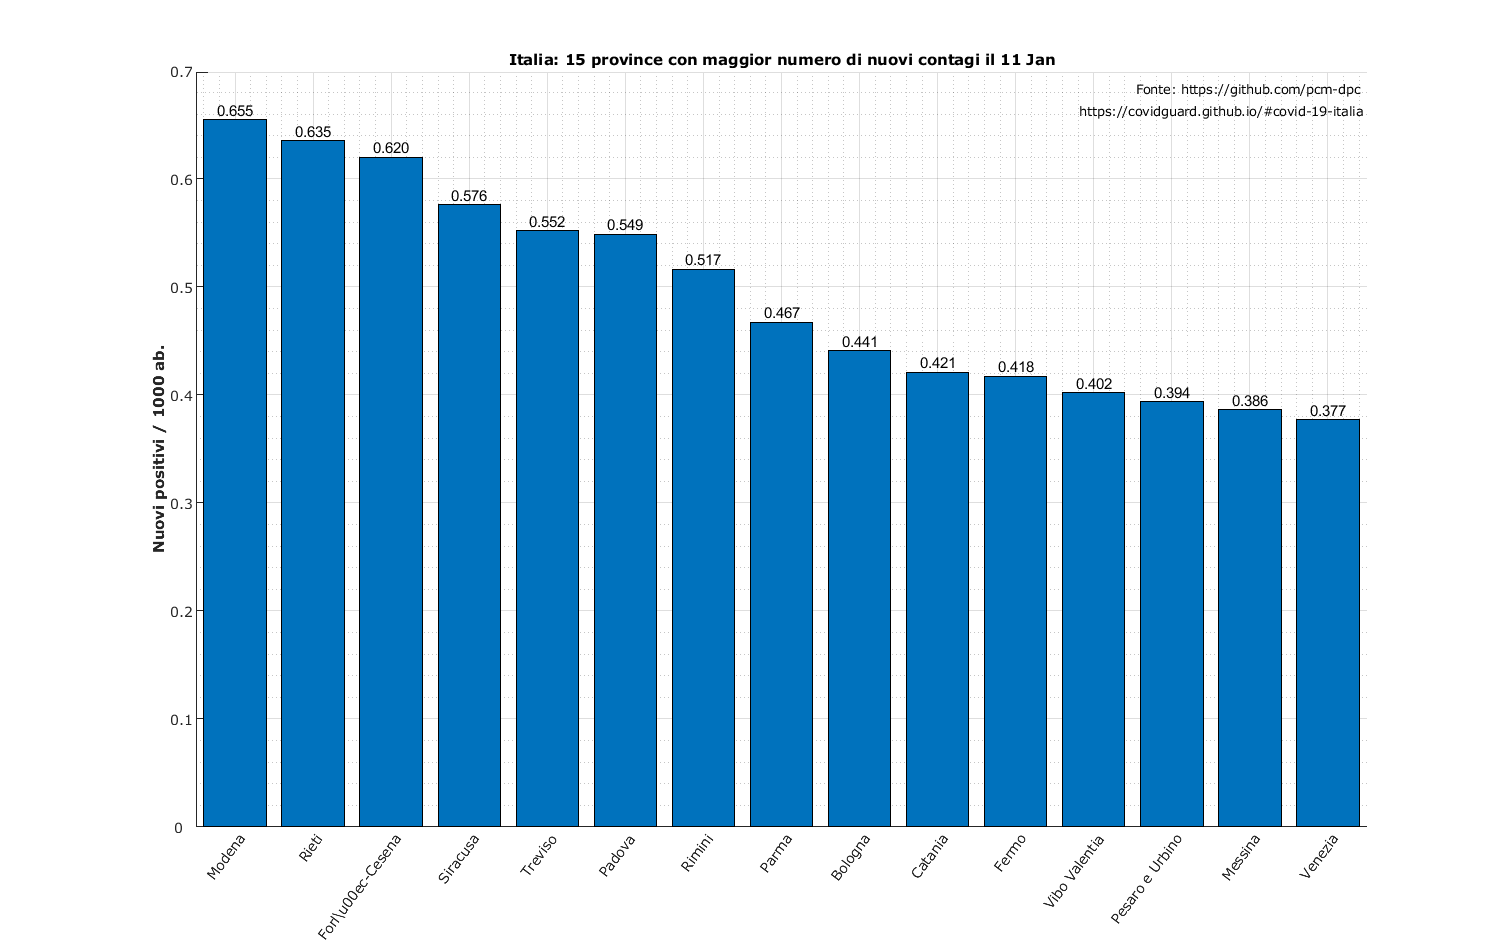 Italia: 15 province con maggior numero di nuovi contagi il 11 Jan
Fonte: https://github.com/pcm-dpc
https://covidguard.github.io/#covid-19-italia
Nuovi positivi / 1000 ab.
0.7
0.6
0.5
0.4
0.3
0.2
0.1
0
0.655
0.635
0.620
0.576
0.552
0.549
0.517
0.467
0.441
0.421
0.418
0.402
0.394
0.386
0.377
Modena
Rieti
Forl\u00ec-Cesena
Siracusa
Treviso
Padova
Rimini
Parma
Bologna
Catania
Fermo
Vibo Valentia
Pesaro e Urbino
Messina
Venezia